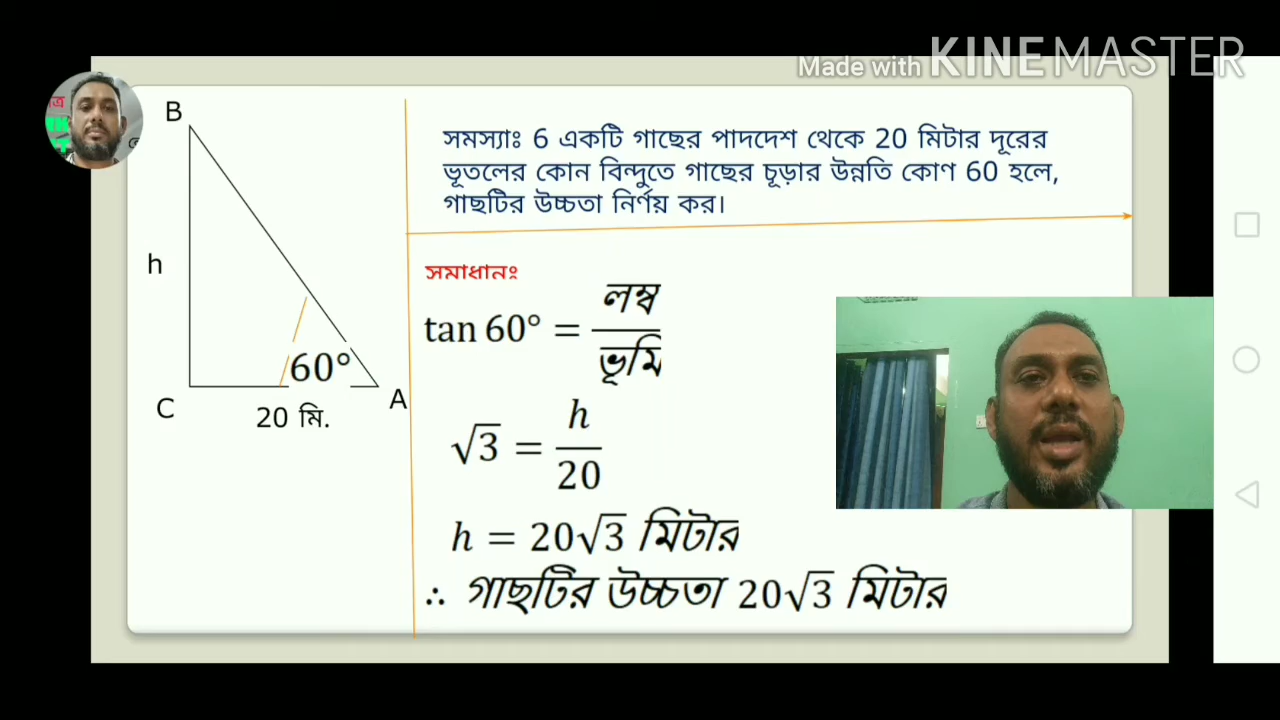 Made with KINEMASTER
B
h
C
20 মি.
60°
A
সমস্যাঃ 6 একটি গাছের পাদদেশ থেকে 20 মিটার দূরের
ভূতলের কোন বিন্দুতে গাছের চূড়ার উন্নতি কোণ 60 হলে,
গাছটির উচ্চতা নির্ণয় কর।
সমাধানঃ
tan 60° = লম্ব / ভূমি
√3 = h / 20
h = 20√3 মিটার
∴ গাছটির উচ্চতা 20√3 মিটার